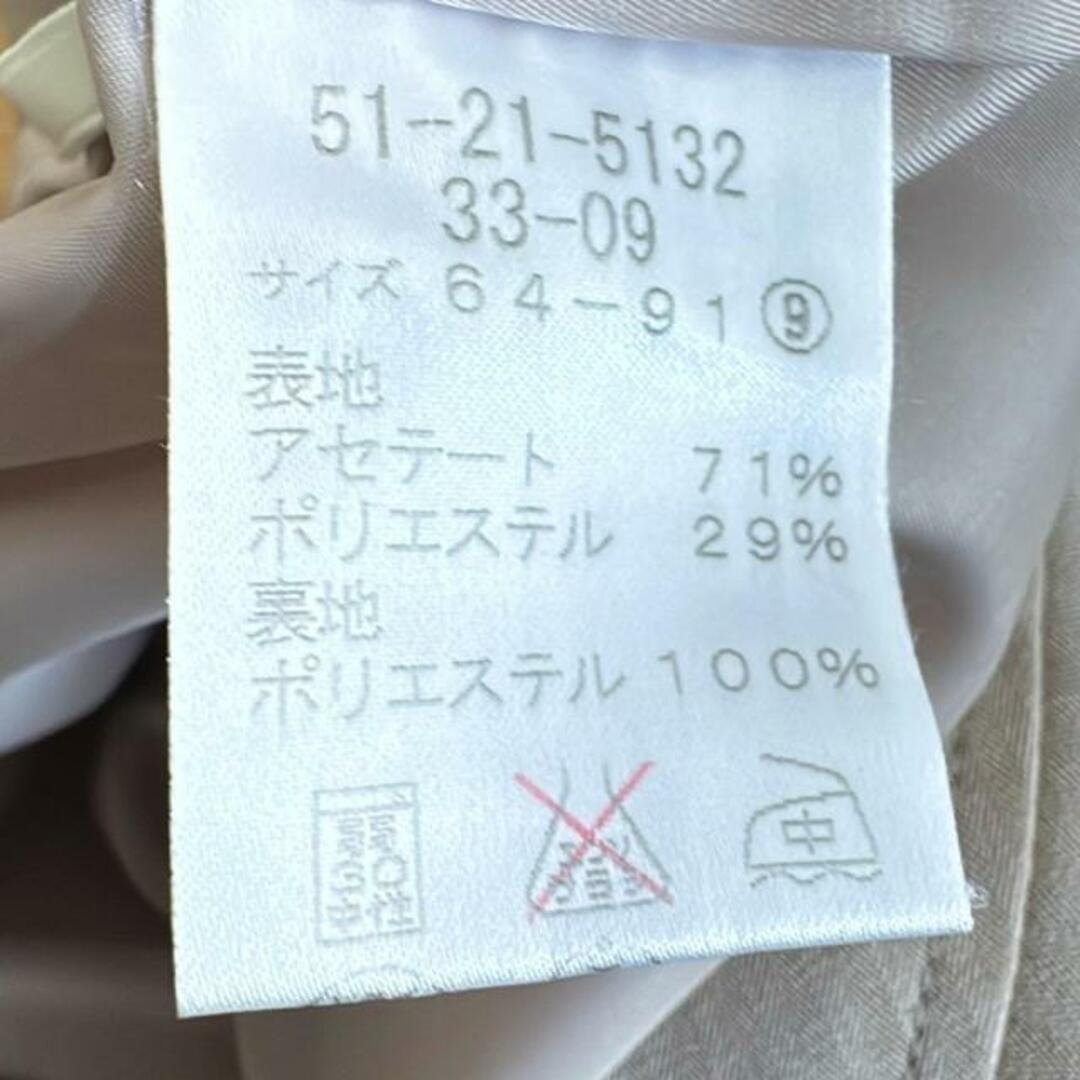 51-21-5132
33-09
サイズ 64-91 ⑨
表地
アセテート 71%
ポリエステル 29%
裏地
ポリエステル 100%
中